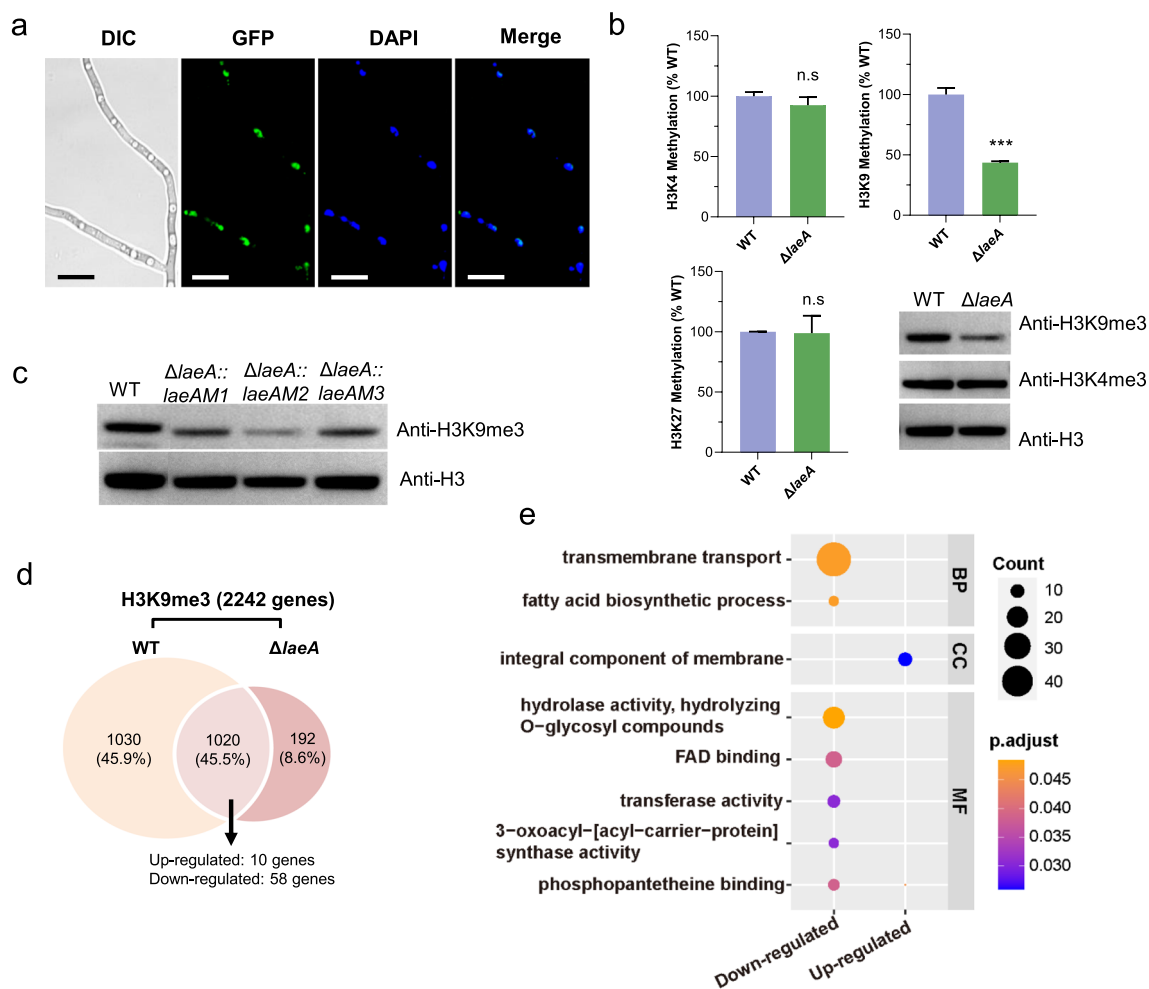 a
DIC
GFP
DAPI
Merge
b
H3K4 Methylation (% WT)
150
100
50
0
n.s
WT
ΔlaeA
H3K9 Methylation (% WT)
150
100
50
0
***
WT
ΔlaeA
H3K27 Methylation (% WT)
150
100
50
0
n.s
WT
ΔlaeA
WT
ΔlaeA
Anti-H3K9me3
Anti-H3K4me3
Anti-H3
c
WT
ΔlaeA::
laeAM1
ΔlaeA::
laeAM2
ΔlaeA::
laeAM3
Anti-H3K9me3
Anti-H3
d
H3K9me3 (2242 genes)
WT
ΔlaeA
1030
(45.9%)
1020
(45.5%)
192
(8.6%)
Up-regulated: 10 genes
Down-regulated: 58 genes
e
transmembrane transport
fatty acid biosynthetic process
integral component of membrane
hydrolase activity, hydrolyzing
O−glycosyl compounds
FAD binding
transferase activity
3−oxoacyl−[acyl−carrier−protein]
synthase activity
phosphopantetheine binding
BP
CC
MF
Down-regulated
Up-regulated
Count
10
20
30
40
p.adjust
0.045
0.040
0.035
0.030